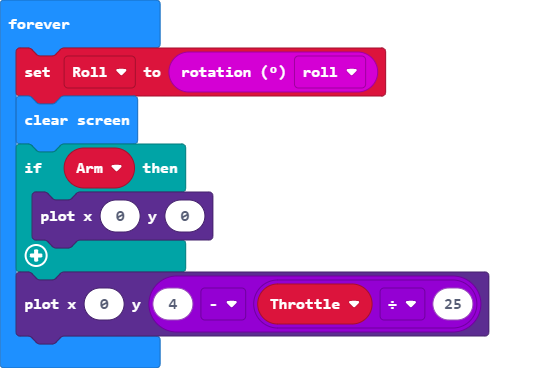 forever
set Roll to rotation (º) roll
clear screen
if Arm then
plot x 0 y 0
plot x 0 y 4 - Throttle ÷ 25